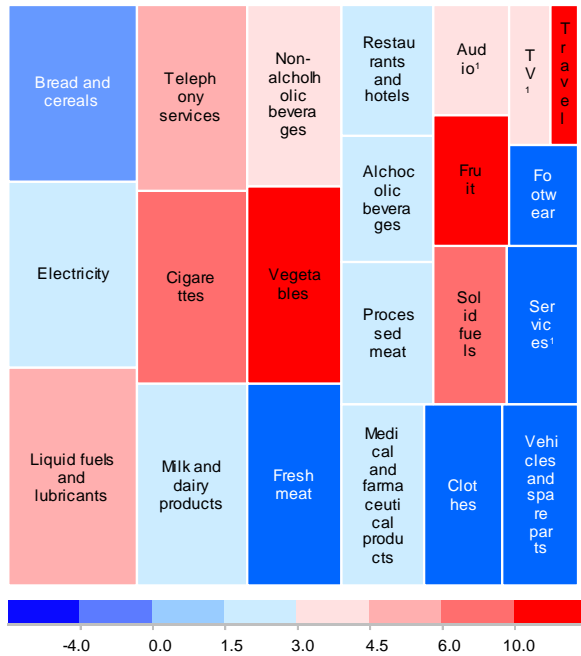 Bread and
cereals
Electricity
Liquid fuels
and
lubricants
Teleph
ony
services
Cigare
ttes
Milk and
dairy
products
Non-
alcholh
olic
bevera
ges
Vegeta
bles
Fresh
meat
Restau
rants
and
hotels
Alchoc
olic
bevera
ges
Proces
sed
meat
Medi
cal and
farma
ceuti
cal
produ
cts
Aud
io¹
Fru
it
Sol
id
fue
ls
Clot
hes
T
V
¹
T
r
a
v
e
l
Fo
otw
ear
Ser
vic
es¹
Vehi
cles
and
spa
re
par
ts
-4.0 0.0 1.5 3.0 4.5 6.0 10.0